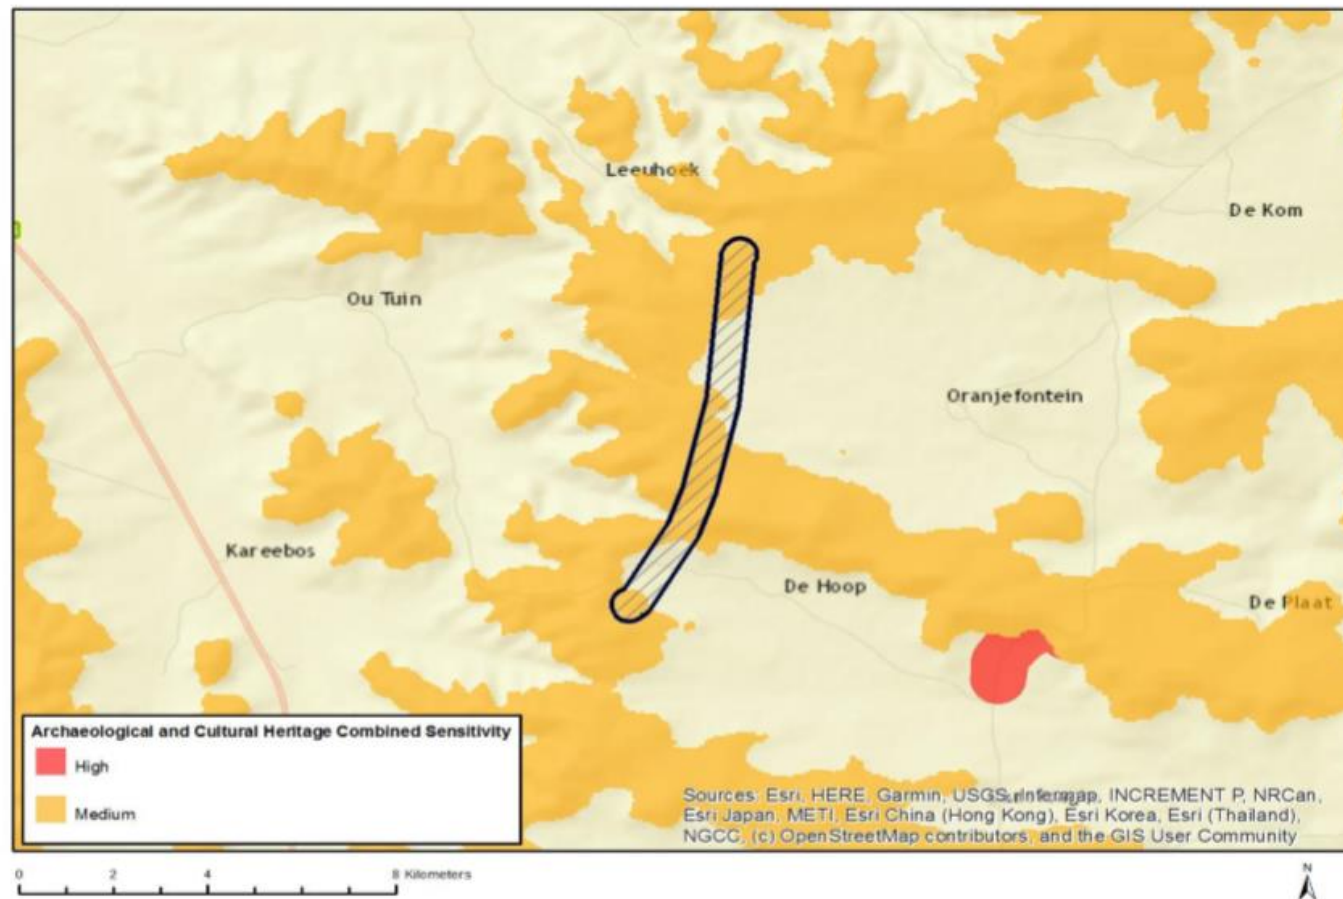 Leeuhoek
De Kom
Ou Tuin
Oranjefontein
Kareebos
De Hoop
De Plaat
Archaeological and Cultural Heritage Combined Sensitivity
High
Medium
Sources: Esri, HERE, Garmin, USGS, Intermap, INCREMENT P, NRCan,
Esri Japan, METI, Esri China (Hong Kong), Esri Korea, Esri (Thailand),
NGCC, (c) OpenStreetMap contributors, and the GIS User Community
0 2 4 8 Kilometers
N